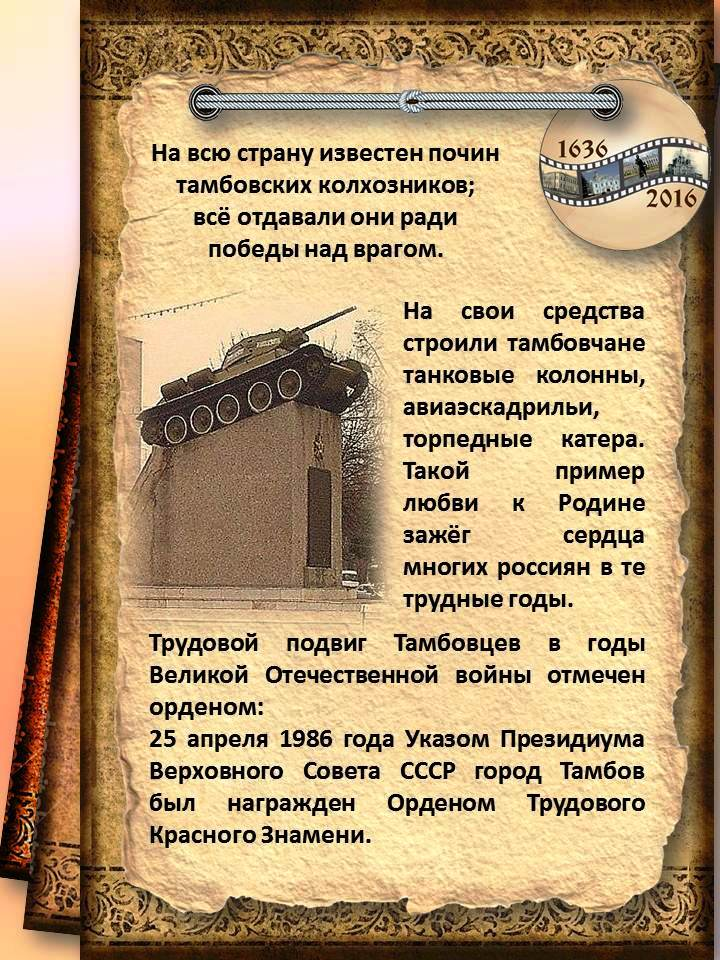 На всю страну известен почин
тамбовских колхозников;
всё отдавали они ради
победы над врагом.
1636
2016
На свои средства
строили тамбовчане
танковые колонны,
авиаэскадрильи,
торпедные катера.
Такой пример
любви к Родине
зажёг сердца
многих россиян в те
трудные годы.
Трудовой подвиг Тамбовцев в годы
Великой Отечественной войны отмечен
орденом:
25 апреля 1986 года Указом Президиума
Верховного Совета СССР город Тамбов
был награжден Орденом Трудового
Красного Знамени.